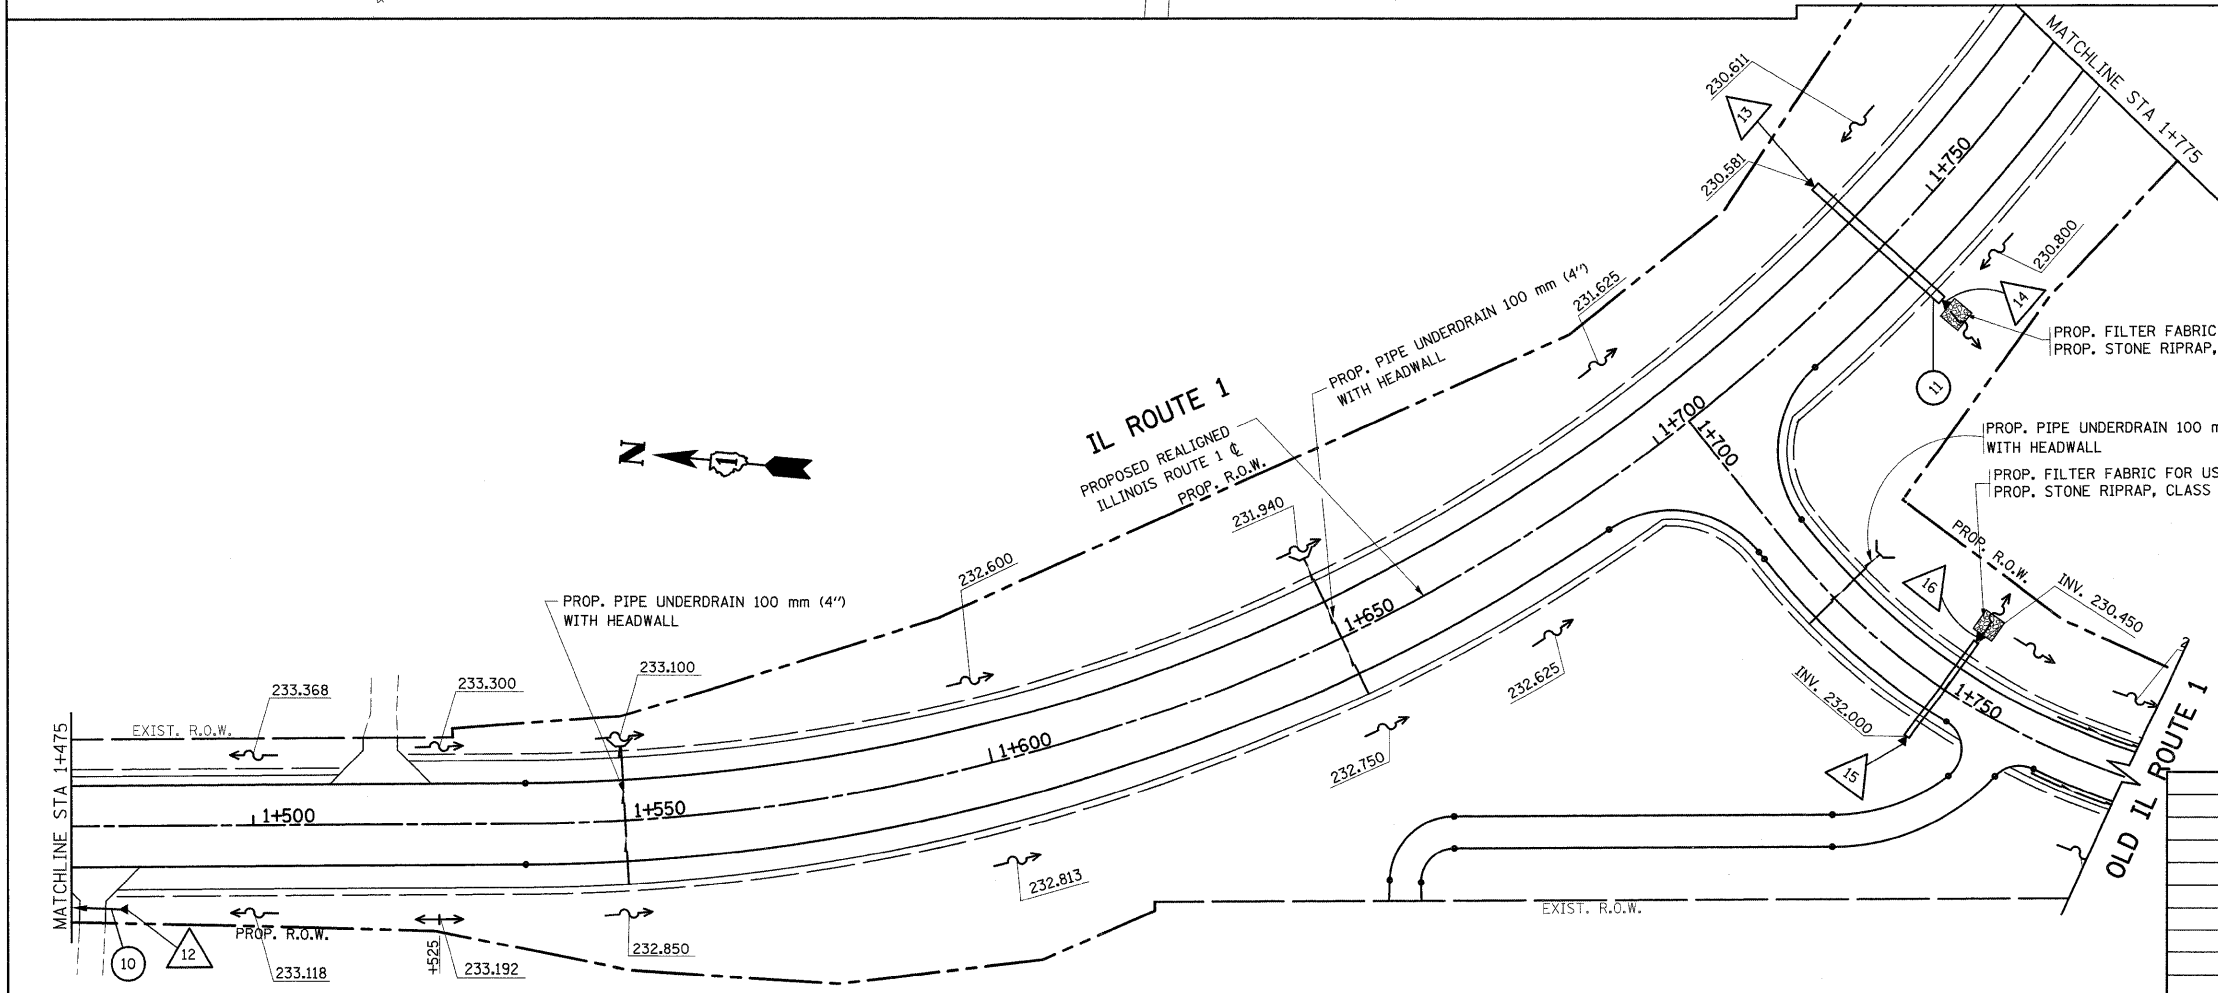 MATCHLINE STA 1+775
230.611
13
230.581
1+750
230.800
14
PROP. FILTER FABRIC
PROP. STONE RIPRAP,
11
231.625
PROP. PIPE UNDERDRAIN 100 mm (4")
WITH HEADWALL
IL ROUTE 1
PROPOSED REALIGNED
ILLINOIS ROUTE 1 ℄
PROP. R.O.W.
1+700
1+700
PROP. PIPE UNDERDRAIN 100 m
WITH HEADWALL
PROP. FILTER FABRIC FOR US
PROP. STONE RIPRAP, CLASS
N
1
231.940
PROP. R.O.W.
16
INV. 230.450
232.600
PROP. PIPE UNDERDRAIN 100 mm (4")
WITH HEADWALL
1+650
232.625
INV. 232.000
1+750
2
15
233.368
233.300
233.100
EXIST. R.O.W.
MATCHLINE STA 1+475
1+500
1+550
1+600
232.750
232.813
OLD IL ROUTE 1
EXIST. R.O.W.
10
12
PROP. R.O.W.
233.118
+525
233.192
232.850